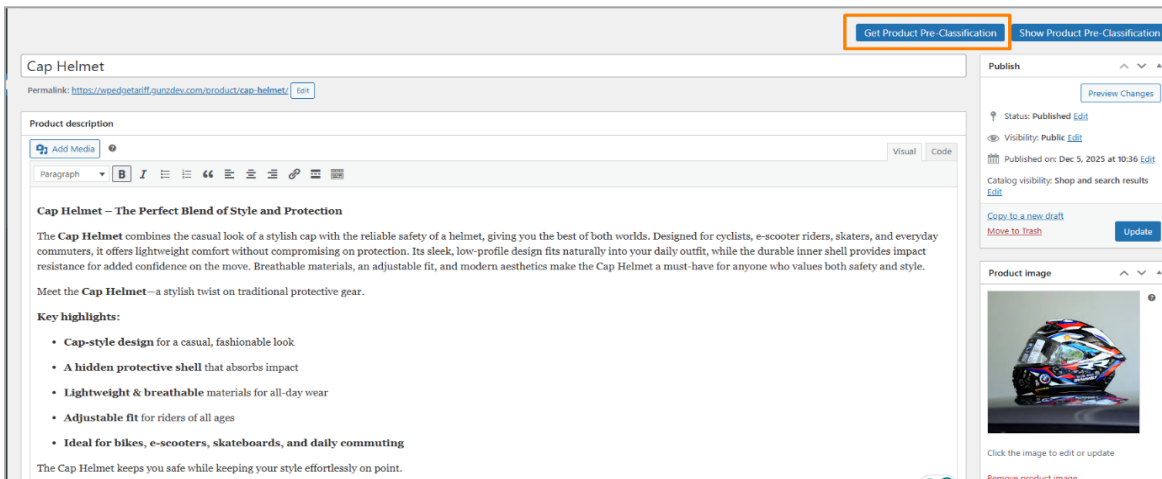 Get Product Pre-Classification
Show Product Pre-Classification
Cap Helmet
Permalink: https://wpedgetariff.gunzdev.com/product/cap-helmet/ Edit
Product description
Add Media
Visual Code
Paragraph B I
Cap Helmet – The Perfect Blend of Style and Protection
The Cap Helmet combines the casual look of a stylish cap with the reliable safety of a helmet, giving you the best of both worlds. Designed for cyclists, e-scooter riders, skaters, and everyday
commuters, it offers lightweight comfort without compromising on protection. Its sleek, low-profile design fits naturally into your daily outfit, while the durable inner shell provides impact
resistance for added confidence on the move. Breathable materials, an adjustable fit, and modern aesthetics make the Cap Helmet a must-have for anyone who values both safety and style.
Meet the Cap Helmet—a stylish twist on traditional protective gear.
Key highlights:
• Cap-style design for a casual, fashionable look
• A hidden protective shell that absorbs impact
• Lightweight & breathable materials for all-day wear
• Adjustable fit for riders of all ages
• Ideal for bikes, e-scooters, skateboards, and daily commuting
The Cap Helmet keeps you safe while keeping your style effortlessly on point.
Publish
Preview Changes
Status: Published Edit
Visibility: Public Edit
Published on: Dec 5, 2025 at 10:36 Edit
Catalog visibility: Shop and search results
Edit
Copy to a new draft
Move to Trash
Update
Product image
Click the image to edit or update
Remove product image